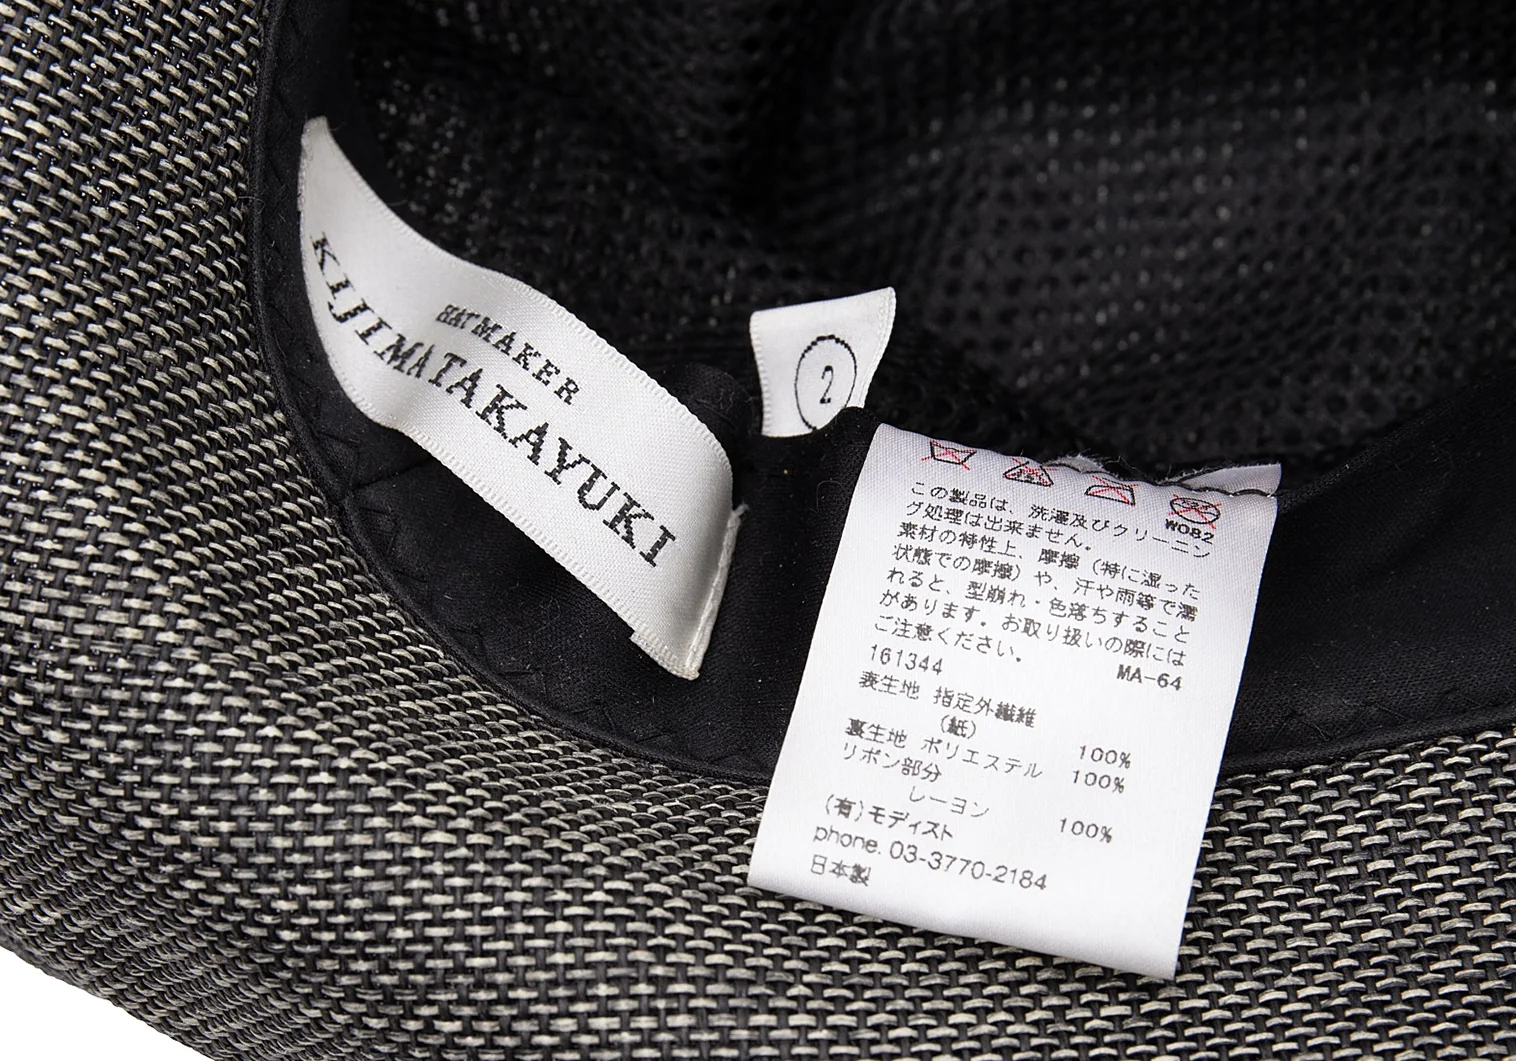 HATMAKER
KIJIMATAKAYUKI
2
W082
この製品は、洗濯及びクリーニン
グ処理は出来ません。
素材の特性上、摩擦（特に湿った
状態での摩擦）や、汗や雨等で濡
れると、型崩れ・色落ちすること
があります。お取り扱いの際には
ご注意ください。
161344 MA-64
表生地 指定外繊維
（紙） 100%
裏生地 ポリエステル 100%
リボン部分
レーヨン 100%
(有)モディスト
phone. 03-3770-2184
日本製